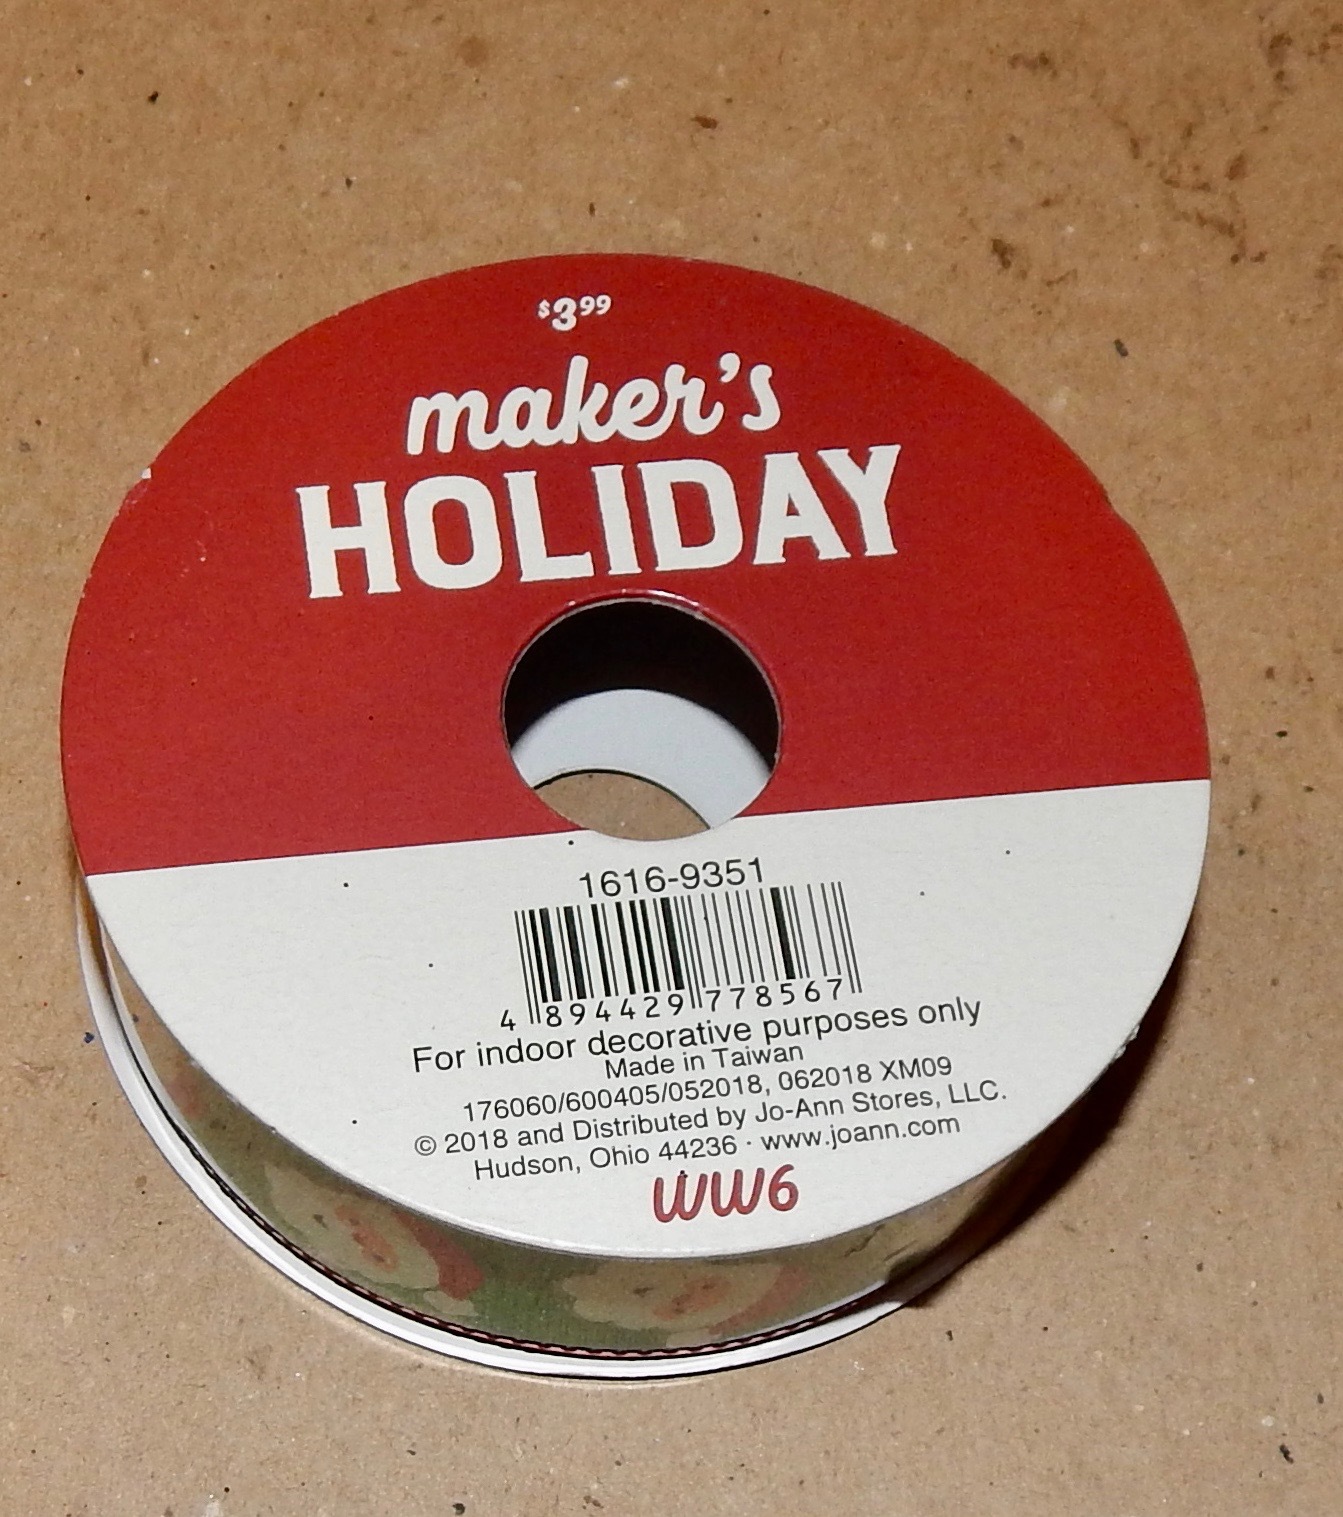 $3.99
maker's
HOLIDAY
1616-9351
4 894429 778567
For indoor decorative purposes only
Made in Taiwan
176060/600405/052018, 062018 XM09
© 2018 and Distributed by Jo-Ann Stores, LLC.
Hudson, Ohio 44236 · www.joann.com
WW6